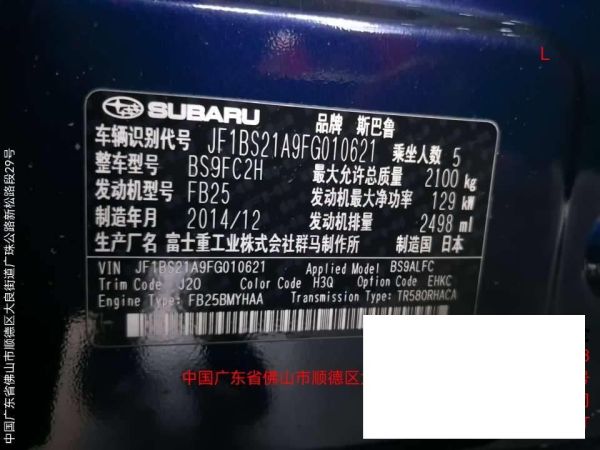 L
SUBARU 品牌 斯巴鲁
车辆识别代号 JF1BS21A9FG010621 乘坐人数 5
整车型号 BS9FC2H 最大允许总质量 2100 kg
发动机型号 FB25 发动机最大净功率 129 kW
制造年月 2014/12 发动机排量 2498 ml
生产厂名 富士重工业株式会社群马制作所 制造国 日本
VIN JF1BS21A9FG010621 Applied Model BS9ALFC
Trim Code J20 Color Code H3Q Option Code EHKC
Engine Type: FB25BMYHAA Transmission Type: TR580RHACA
中国广东省佛山市顺德区大
中国广东省佛山市顺德区大良街道广珠公路新松路段29号